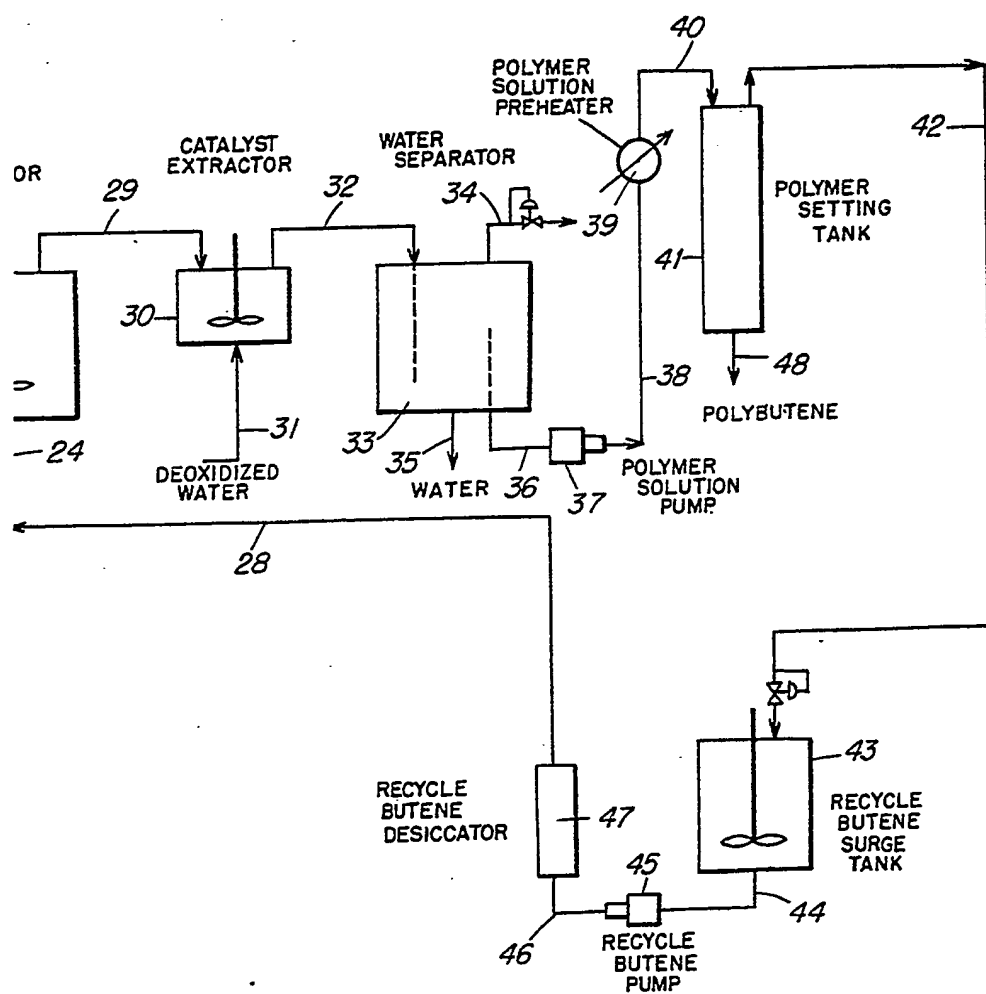 40
POLYMER
SOLUTION
PREHEATER
42
CATALYST
EXTRACTOR
WATER
SEPARATOR
OR
29
32
34
39
POLYMER
SETTING
TANK
41
30
38
48
POLYBUTENE
24
31
33
35
36
37
DEOXIDIZED
WATER
WATER
POLYMER
SOLUTION
PUMP
28
43
RECYCLE
BUTENE
DESICCATOR
47
RECYCLE
BUTENE
SURGE
TANK
45
44
46
RECYCLE
BUTENE
PUMP